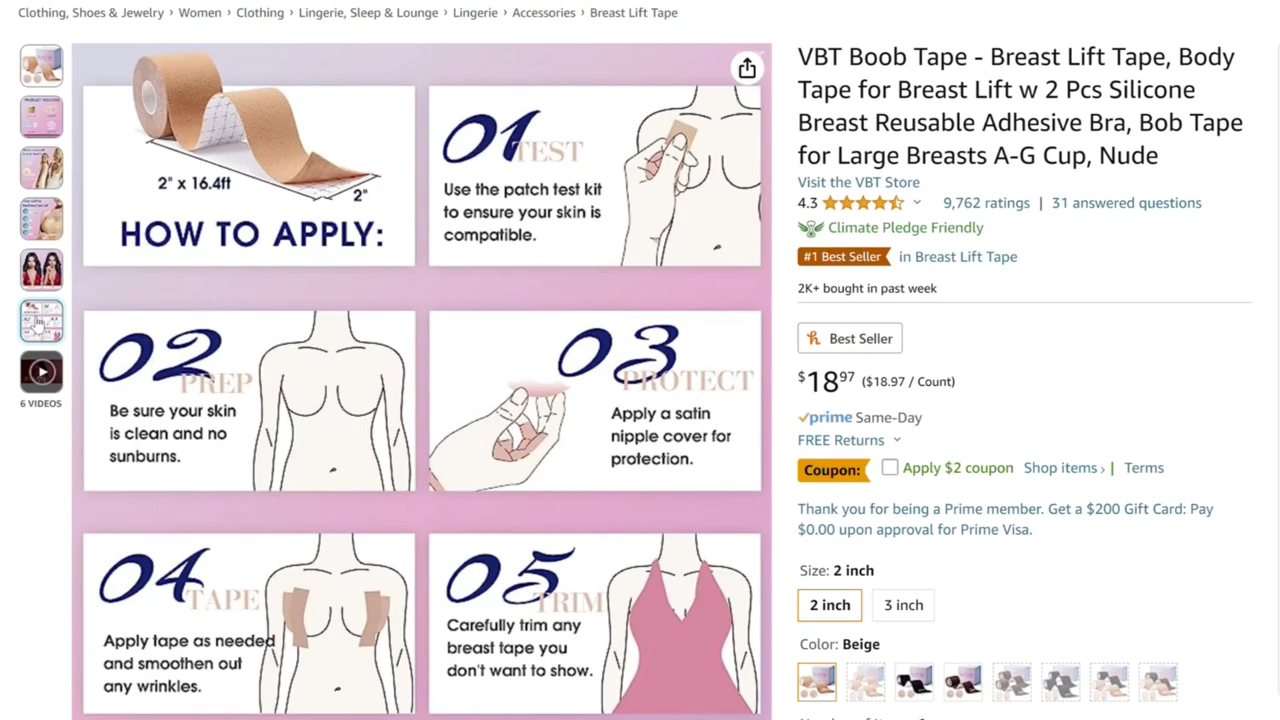 Clothing, Shoes & Jewelry › Women › Clothing › Lingerie, Sleep & Lounge › Lingerie › Accessories › Breast Lift Tape
6 VIDEOS
2" x 16.4ft
2"
HOW TO APPLY:
01
TEST
Use the patch test kit
to ensure your skin is
compatible.
02
PREP
Be sure your skin
is clean and no
sunburns.
03
PROTECT
Apply a satin
nipple cover for
protection.
04
TAPE
Apply tape as needed
and smoothen out
any wrinkles.
05
TRIM
Carefully trim any
breast tape you
don't want to show.
VBT Boob Tape - Breast Lift Tape, Body
Tape for Breast Lift w 2 Pcs Silicone
Breast Reusable Adhesive Bra, Bob Tape
for Large Breasts A-G Cup, Nude
Visit the VBT Store
4.3 9,762 ratings | 31 answered questions
Climate Pledge Friendly
#1 Best Seller in Breast Lift Tape
2K+ bought in past week
Best Seller
$1897 ($18.97 / Count)
prime Same-Day
FREE Returns
Coupon: Apply $2 coupon Shop items › | Terms
Thank you for being a Prime member. Get a $200 Gift Card: Pay
$0.00 upon approval for Prime Visa.
Size: 2 inch
2 inch 3 inch
Color: Beige